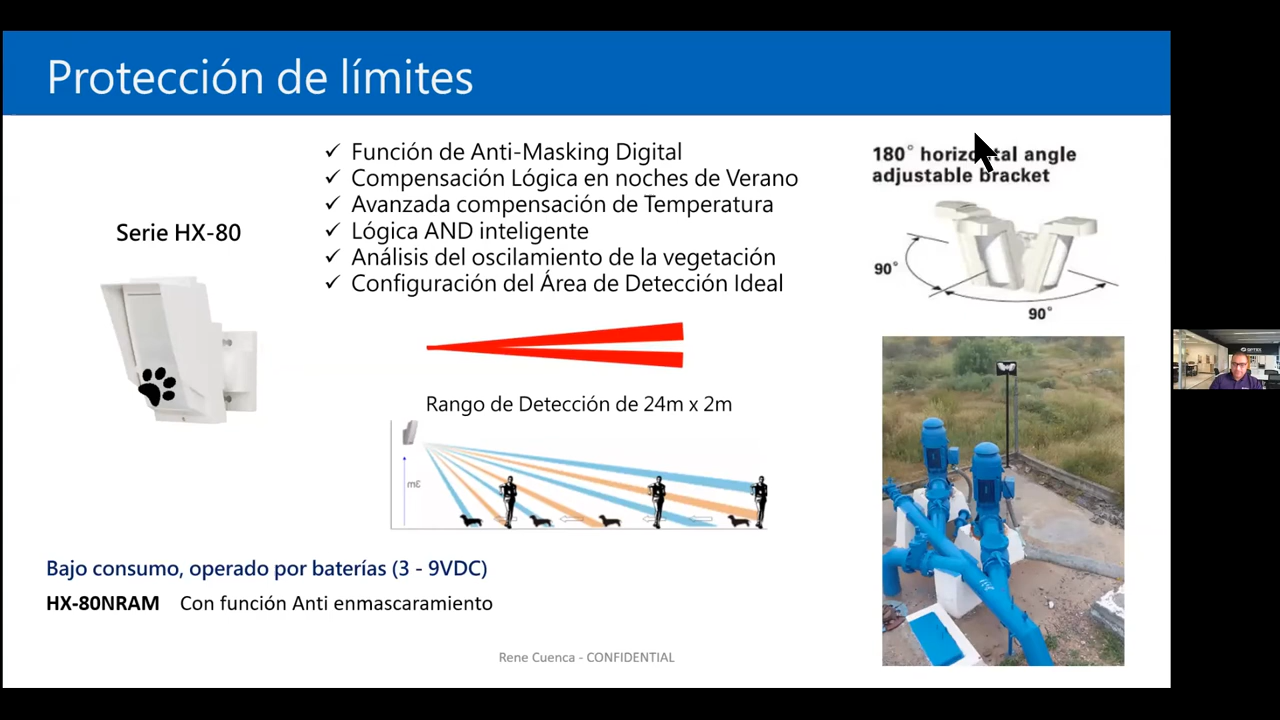 Protección de límites
Serie HX-80
✓ Función de Anti-Masking Digital
✓ Compensación Lógica en noches de Verano
✓ Avanzada compensación de Temperatura
✓ Lógica AND inteligente
✓ Análisis del oscilamiento de la vegetación
✓ Configuración del Área de Detección Ideal
180° horizontal angle
adjustable bracket
90°
90°
Rango de Detección de 24m x 2m
3m
Bajo consumo, operado por baterías (3 - 9VDC)
HX-80NRAM Con función Anti enmascaramiento
Rene Cuenca - CONFIDENTIAL
OPTEX